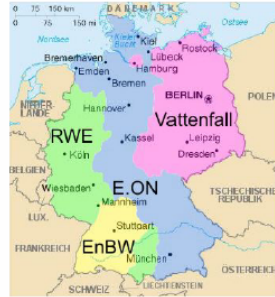 0 75 150 km
0 75 150 mi
DÄNEMARK
Nordsee
Ostsee
Kieler
Bucht
Kiel
Rostock
Bremerhaven
Lübeck
Emden
Hamburg
Bremen
NIEDER-
LANDE
Hannover
BERLIN
POLEN
Vattenfall
RWE
Kassel
Leipzig
Köln
Dresden
BELGIEN
E.ON
Wiesbaden
TSCHECHISCHE
REPUBLIK
LUX.
Mannheim
Stuttgart
FRANKREICH
EnBW
München
ÖSTERREICH
SCHWEIZ
LIECHTENSTEIN